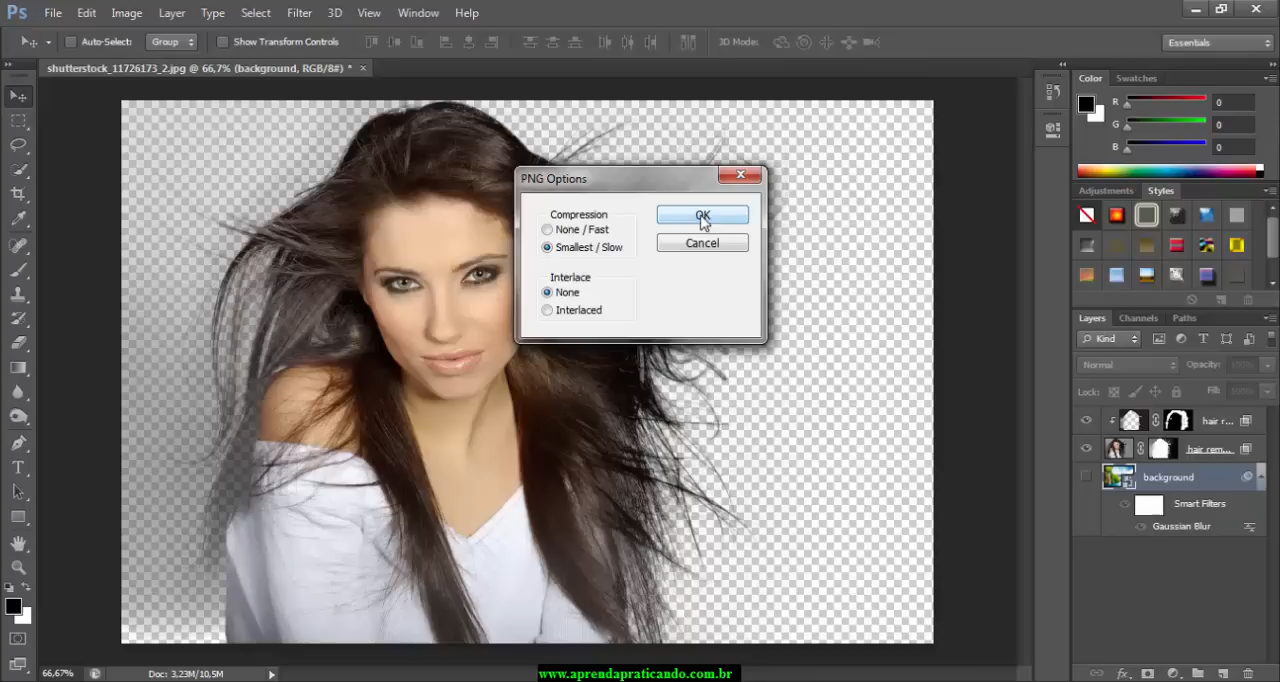 Ps File Edit Image Layer Type Select Filter 3D View Window Help
Auto-Select: Group Show Transform Controls 3D Mode: Essentials
shutterstock_11726173_2.jpg @ 66,7% (background, RGB/8#) *
Color Swatches
R 0
G 0
B 0
Adjustments Styles
PNG Options
Compression
None / Fast
Smallest / Slow
Interlace
None
Interlaced
OK
Cancel
Layers Channels Paths
Kind
Normal Opacity: 100%
Lock: Fill: 100%
hair r...
hair rem...
background
Smart Filters
Gaussian Blur
66,67% Doc: 3,23M/10,5M
www.aprendapraticando.com.br